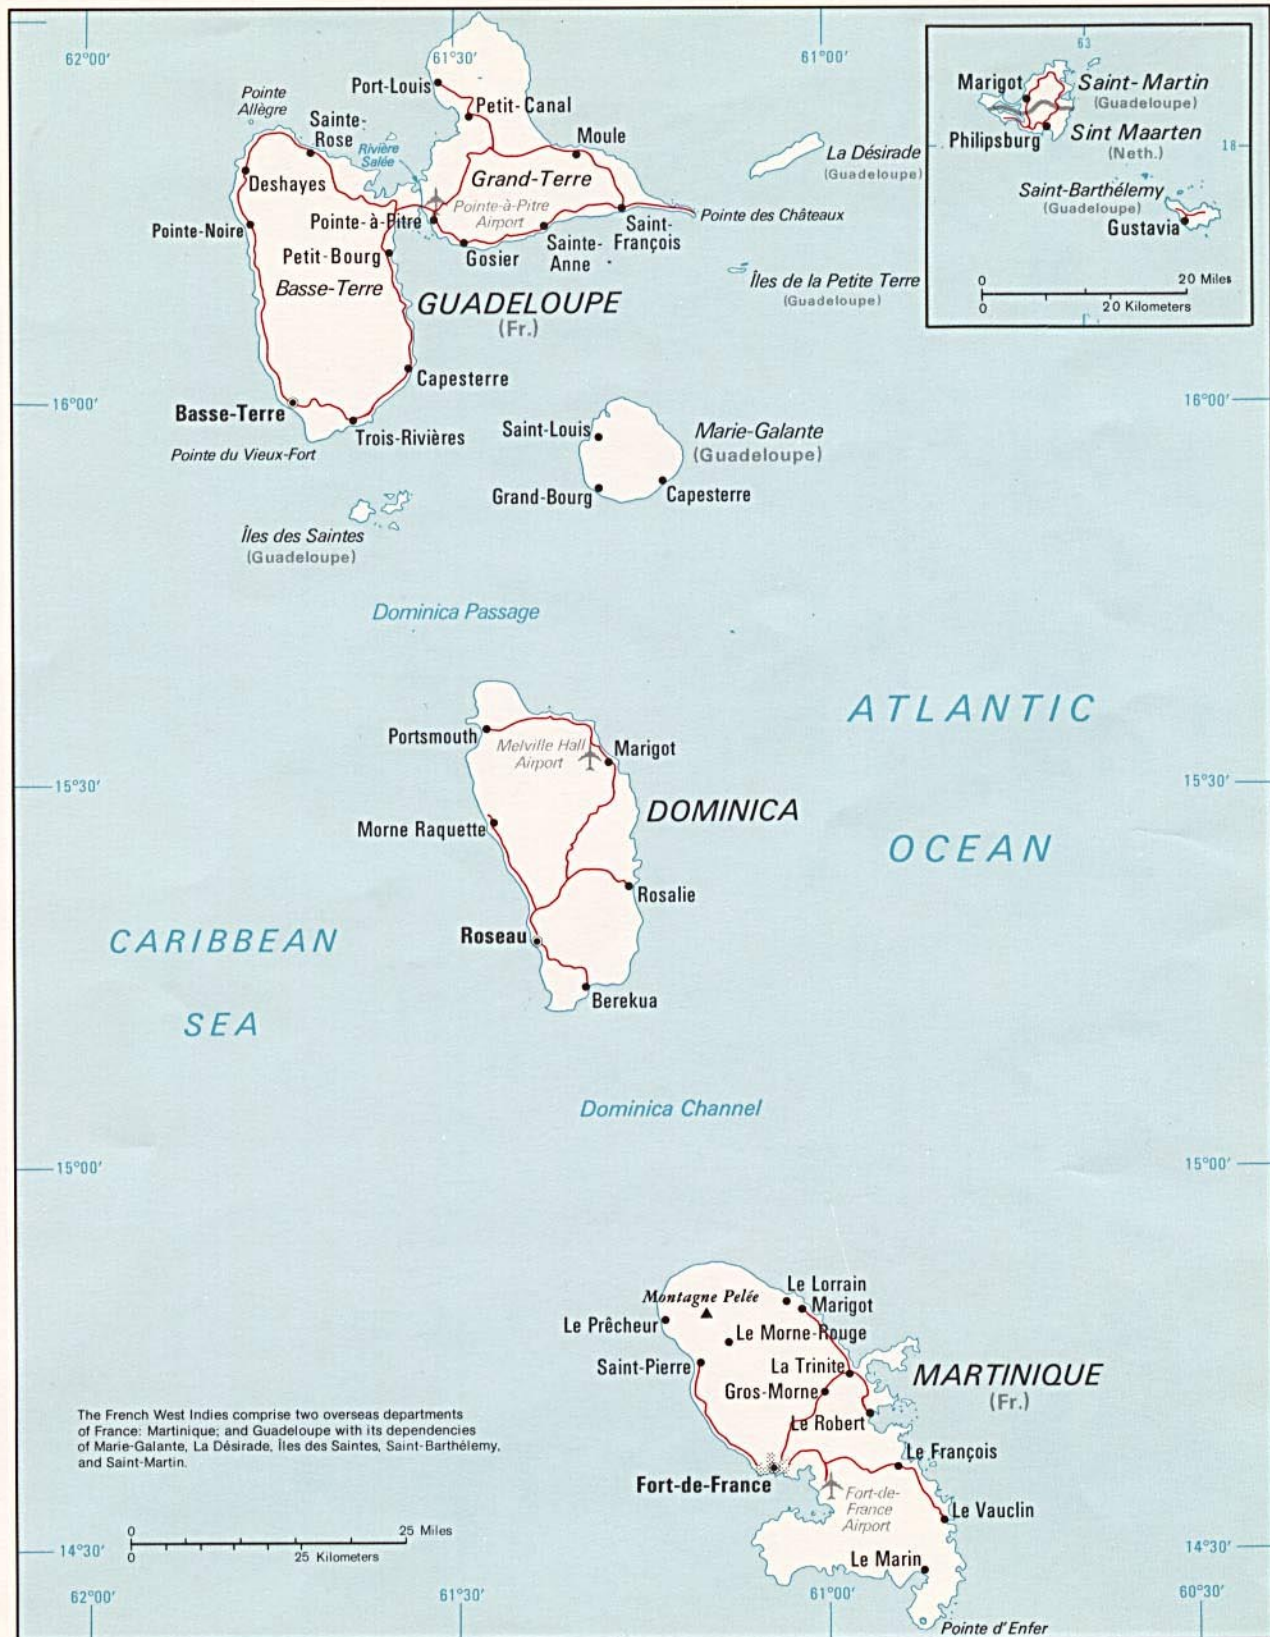 62°00'
61°30'
61°00'
63
Port-Louis
Petit-Canal
Pointe
Allègre
Sainte-
Rose
Rivière
Salée
Moule
Grand-Terre
Deshayes
Pointe-à-Pitre
Pointe-à-Pitre
Airport
La Désirade
(Guadeloupe)
Pointe des Châteaux
Pointe-Noire
Petit-Bourg
Gosier
Sainte-
Anne
Saint-
François
Basse-Terre
GUADELOUPE
(Fr.)
Îles de la Petite Terre
(Guadeloupe)
Marigot
Saint-Martin
(Guadeloupe)
Philipsburg
Sint Maarten
(Neth.)
18
Saint-Barthélemy
(Guadeloupe)
Gustavia
0 20 Miles
0 20 Kilometers
Capesterre
16°00'
16°00'
Basse-Terre
Trois-Rivières
Pointe du Vieux-Fort
Saint-Louis
Marie-Galante
(Guadeloupe)
Grand-Bourg
Capesterre
Îles des Saintes
(Guadeloupe)
Dominica Passage
ATLANTIC
OCEAN
Portsmouth
Melville Hall
Airport
Marigot
15°30'
15°30'
DOMINICA
Morne Raquette
Rosalie
Roseau
Berekua
CARIBBEAN
SEA
Dominica Channel
15°00'
15°00'
Le Lorrain
Montagne Pelée
Marigot
Le Prêcheur
Le Morne-Rouge
Saint-Pierre
La Trinite
MARTINIQUE
(Fr.)
Gros-Morne
Le Robert
Le François
Fort-de-France
Fort-de-
France
Airport
Le Vauclin
Le Marin
Pointe d'Enfer
The French West Indies comprise two overseas departments
of France: Martinique; and Guadeloupe with its dependencies
of Marie-Galante, La Désirade, Îles des Saintes, Saint-Barthélemy,
and Saint-Martin.
0 25 Miles
0 25 Kilometers
14°30'
14°30'
62°00'
61°30'
61°00'
60°30'